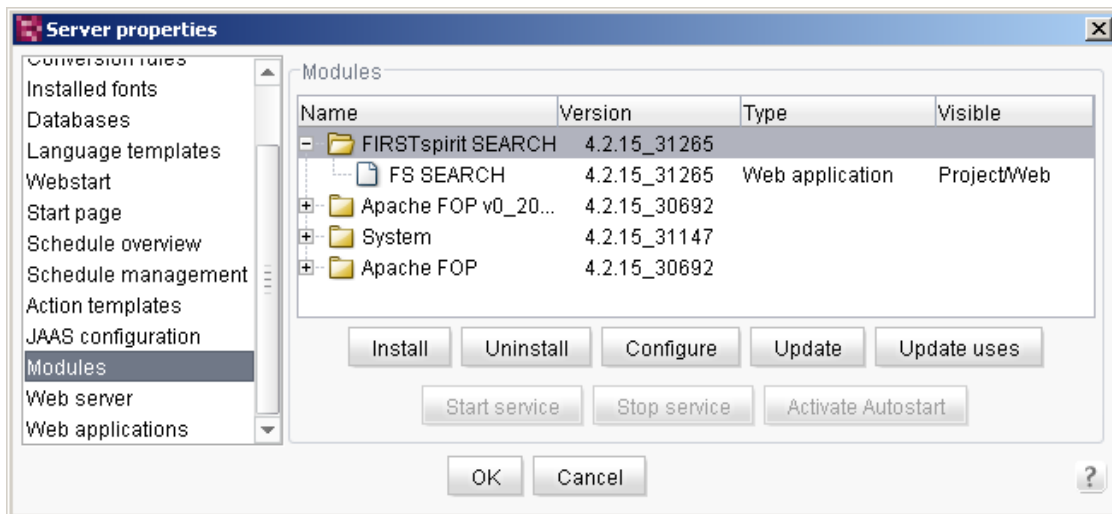 Server properties
Conversion rules
Installed fonts
Databases
Language templates
Webstart
Start page
Schedule overview
Schedule management
Action templates
JAAS configuration
Modules
Web server
Web applications
Modules
Name Version Type Visible
FIRSTspirit SEARCH 4.2.15_31265
FS SEARCH 4.2.15_31265 Web application Project/Web
Apache FOP v0_20... 4.2.15_30692
System 4.2.15_31147
Apache FOP 4.2.15_30692
Install Uninstall Configure Update Update uses
Start service Stop service Activate Autostart
OK Cancel ?